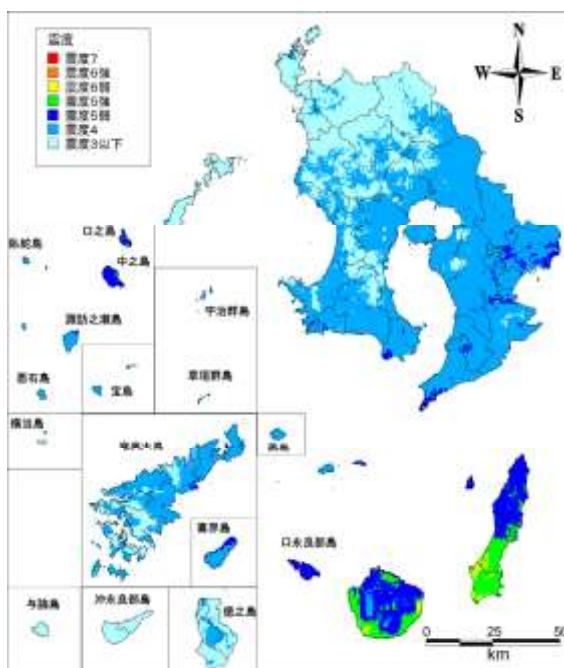 震度
震度7
震度6強
震度6弱
震度5強
震度5弱
震度4
震度3以下
N
W E
S
口之島
臥蛇島
中之島
宇治群島
諏訪之瀬島
悪石島
宝島
草垣群島
横当島
黒島
喜界島
口永良部島
与論島
沖永良部島
徳之島
0 25 50
km